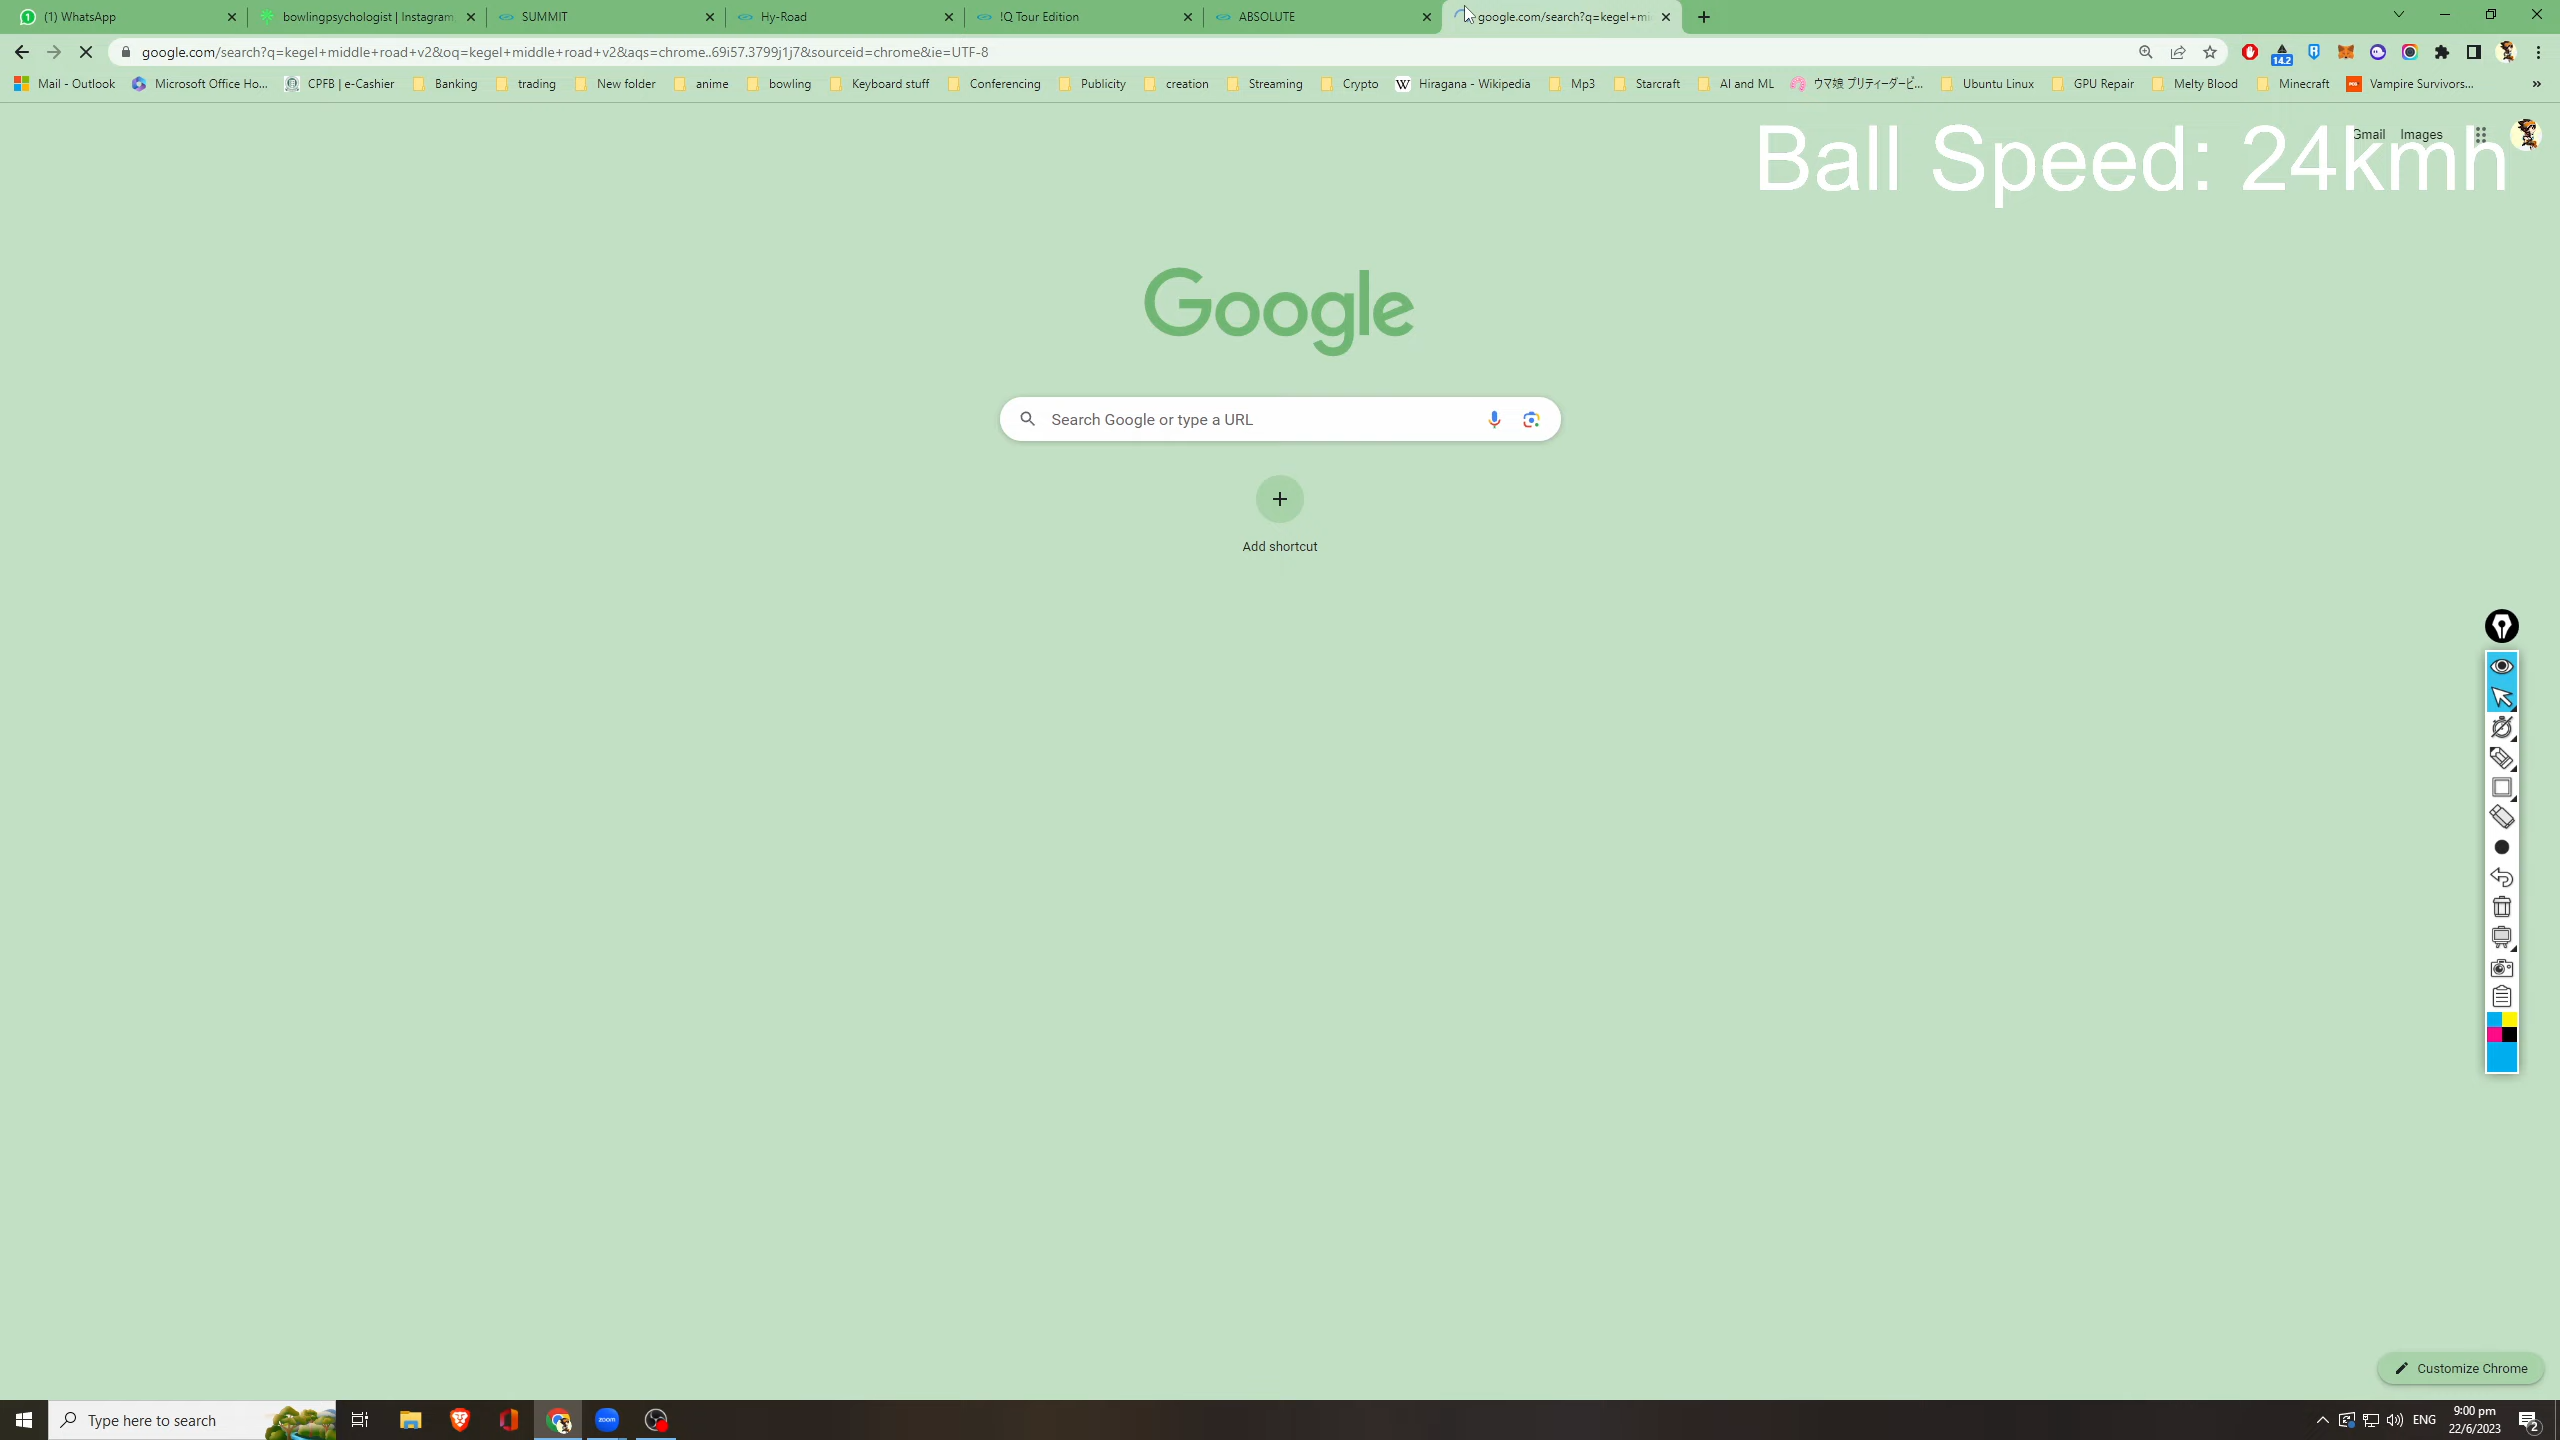 (1) WhatsApp
bowlingpsychologist | Instagram
SUMMIT
Hy-Road
!Q Tour Edition
ABSOLUTE
google.com/search?q=kegel+mi
google.com/search?q=kegel+middle+road+v2&oq=kegel+middle+road+v2&aqs=chrome..69i57.3799j1j7&sourceid=chrome&ie=UTF-8
14.2
Mail - Outlook
Microsoft Office Ho...
CPFB | e-Cashier
Banking
trading
New folder
anime
bowling
Keyboard stuff
Conferencing
Publicity
creation
Streaming
Crypto
W Hiragana - Wikipedia
Mp3
Starcraft
AI and ML
ウマ娘 プリティーダービ...
Ubuntu Linux
GPU Repair
Melty Blood
Minecraft
Vampire Survivors...
»
Gmail Images
Ball Speed: 24kmh
Google
Search Google or type a URL
Add shortcut
Customize Chrome
Type here to search
zoom
ENG
9:00 pm
22/6/2023
2